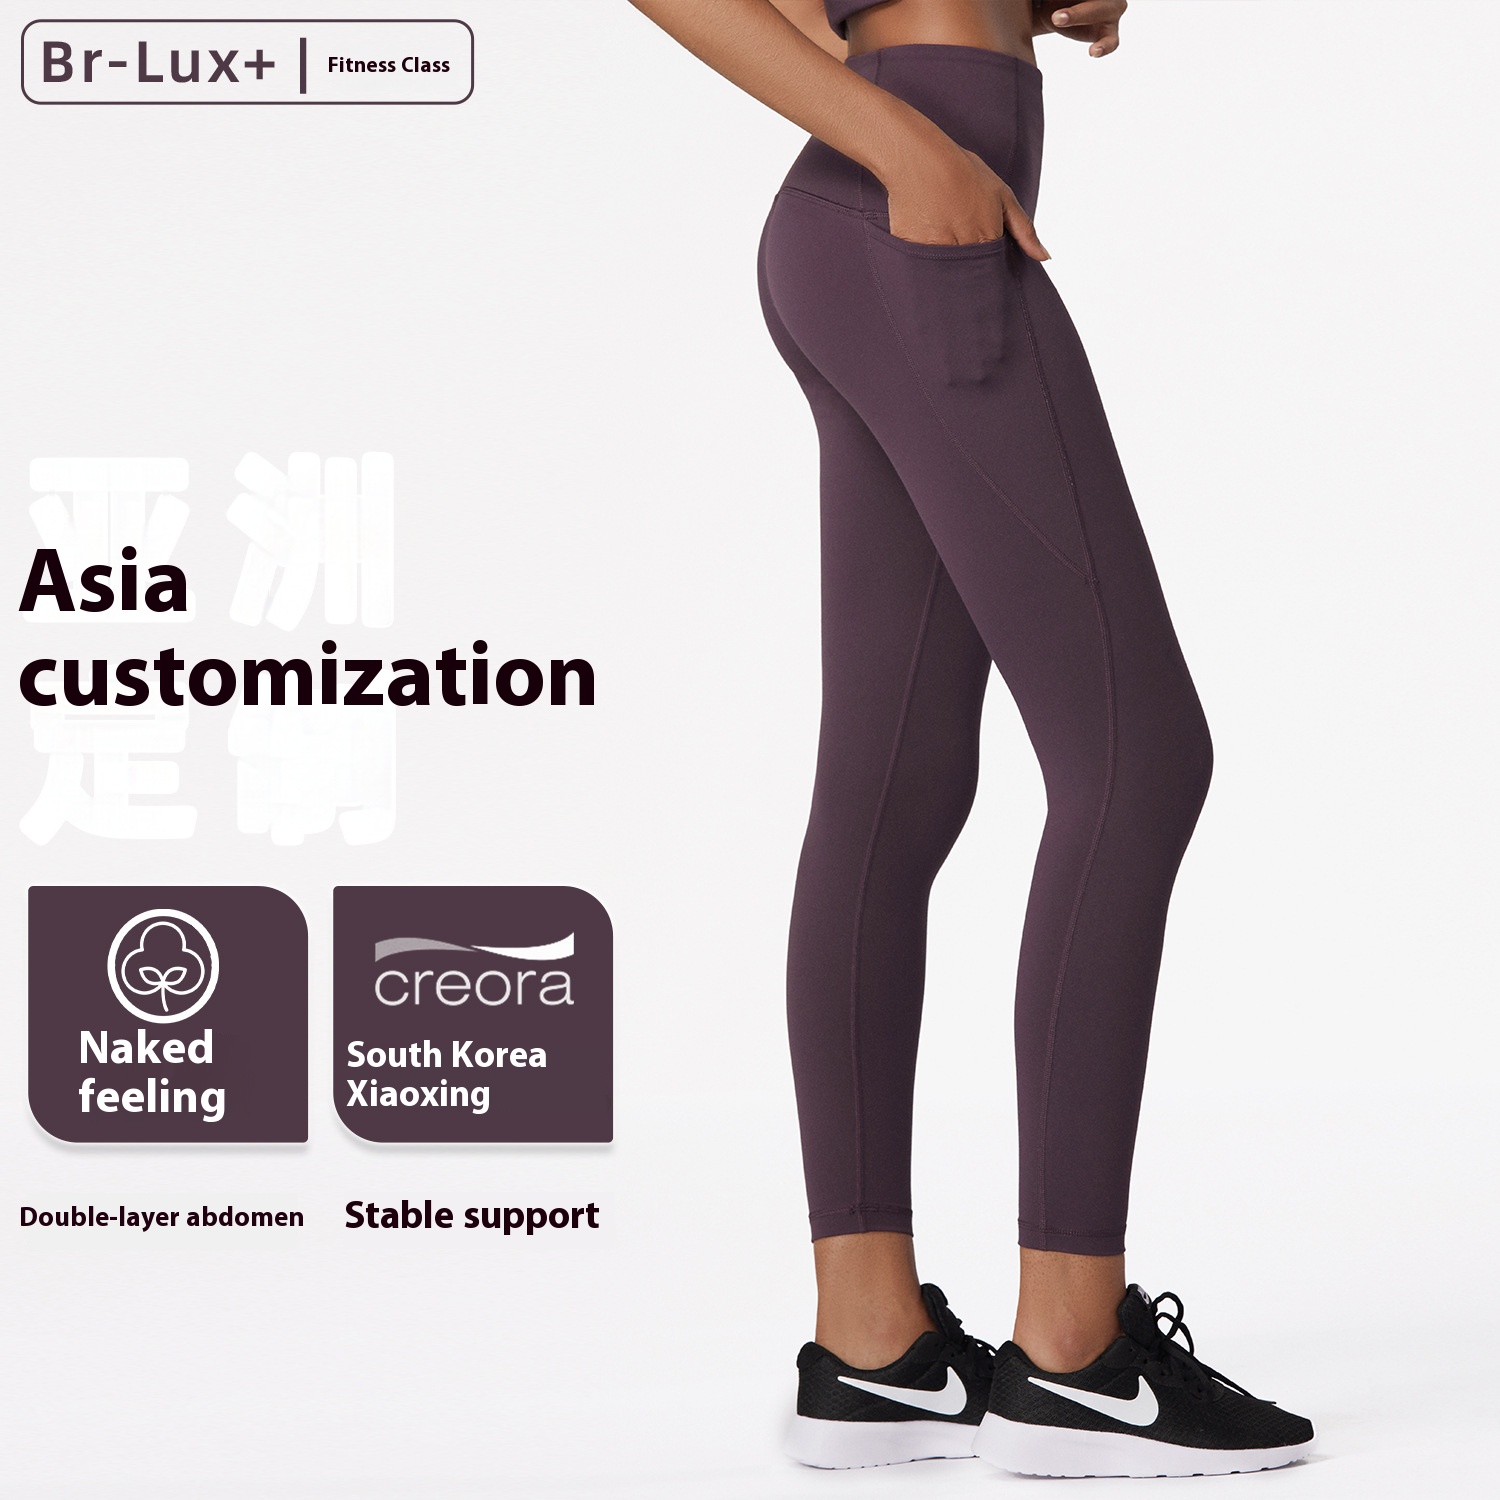 Br-Lux+ | Fitness Class
亚洲
Asia
customization
定制
creora
Naked
feeling
South Korea
Xiaoxing
Double-layer abdomen
Stable support